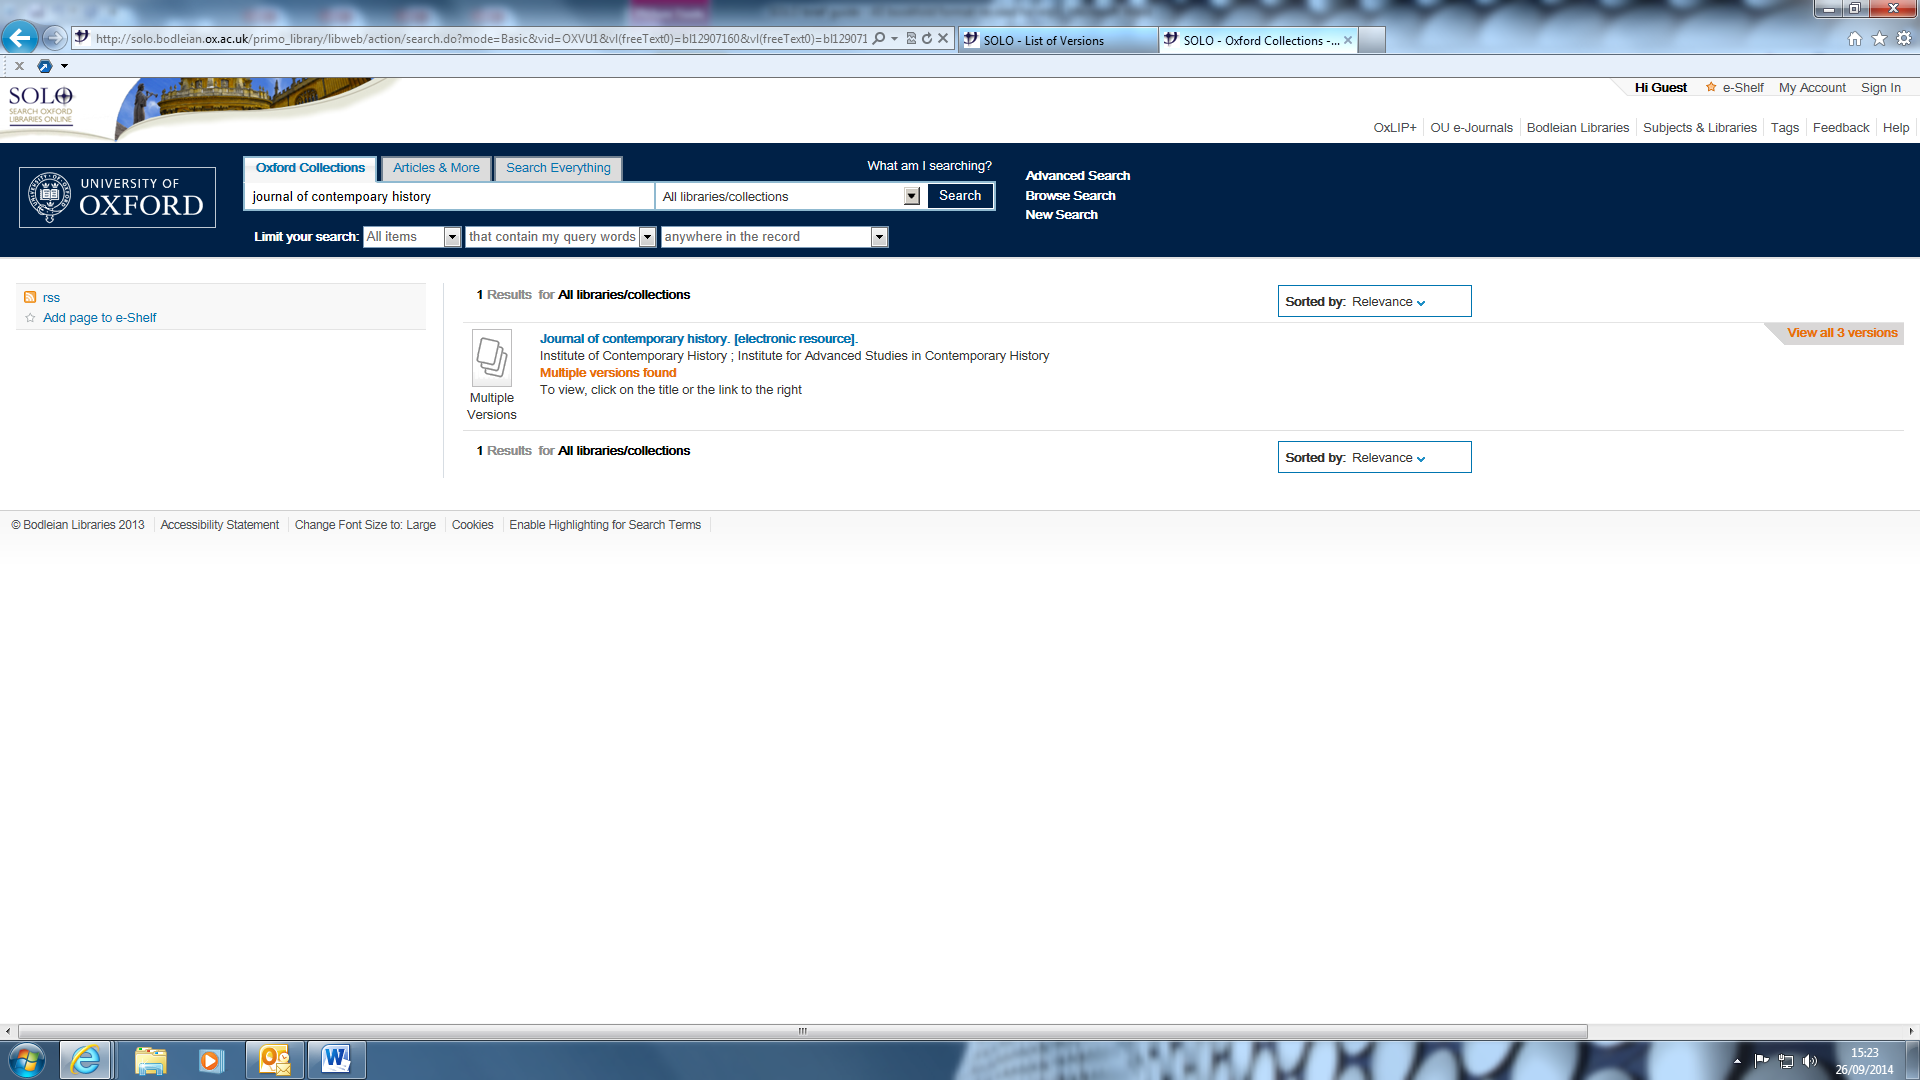 http://solo.bodleian.ox.ac.uk/primo_library/libweb/action/search.do?mode=Basic&vid=OXVU1&vl(freeText0)=bl12907160&vl(freeText0)=bl129071
SOLO - List of Versions
SOLO - Oxford Collections -...
SOLO
SEARCH OXFORD
LIBRARIES ONLINE
Hi Guest
e-Shelf
My Account
Sign In
OxLIP+
OU e-Journals
Bodleian Libraries
Subjects & Libraries
Tags
Feedback
Help
UNIVERSITY OF
OXFORD
Oxford Collections
Articles & More
Search Everything
What am I searching?
journal of contempoary history
All libraries/collections
Search
Advanced Search
Browse Search
New Search
Limit your search:
All items
that contain my query words
anywhere in the record
rss
Add page to e-Shelf
1 Results for All libraries/collections
Sorted by: Relevance
Multiple
Versions
Journal of contemporary history. [electronic resource].
Institute of Contemporary History ; Institute for Advanced Studies in Contemporary History
Multiple versions found
To view, click on the title or the link to the right
View all 3 versions
1 Results for All libraries/collections
Sorted by: Relevance
© Bodleian Libraries 2013
Accessibility Statement
Change Font Size to: Large
Cookies
Enable Highlighting for Search Terms
15:23
26/09/2014